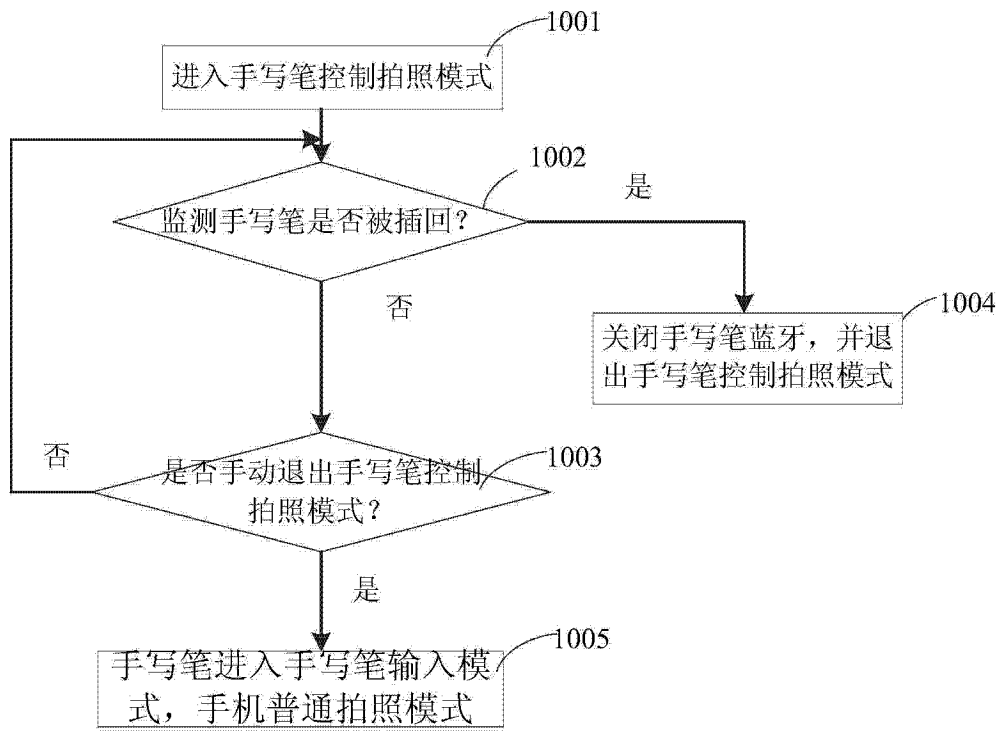 1001
进入手写笔控制拍照模式
1002
监测手写笔是否被插回？
是
否
1004
关闭手写笔蓝牙，并退
出手写笔控制拍照模式
否
1003
是否手动退出手写笔控制
拍照模式？
是
1005
手写笔进入手写笔输入模
式，手机普通拍照模式